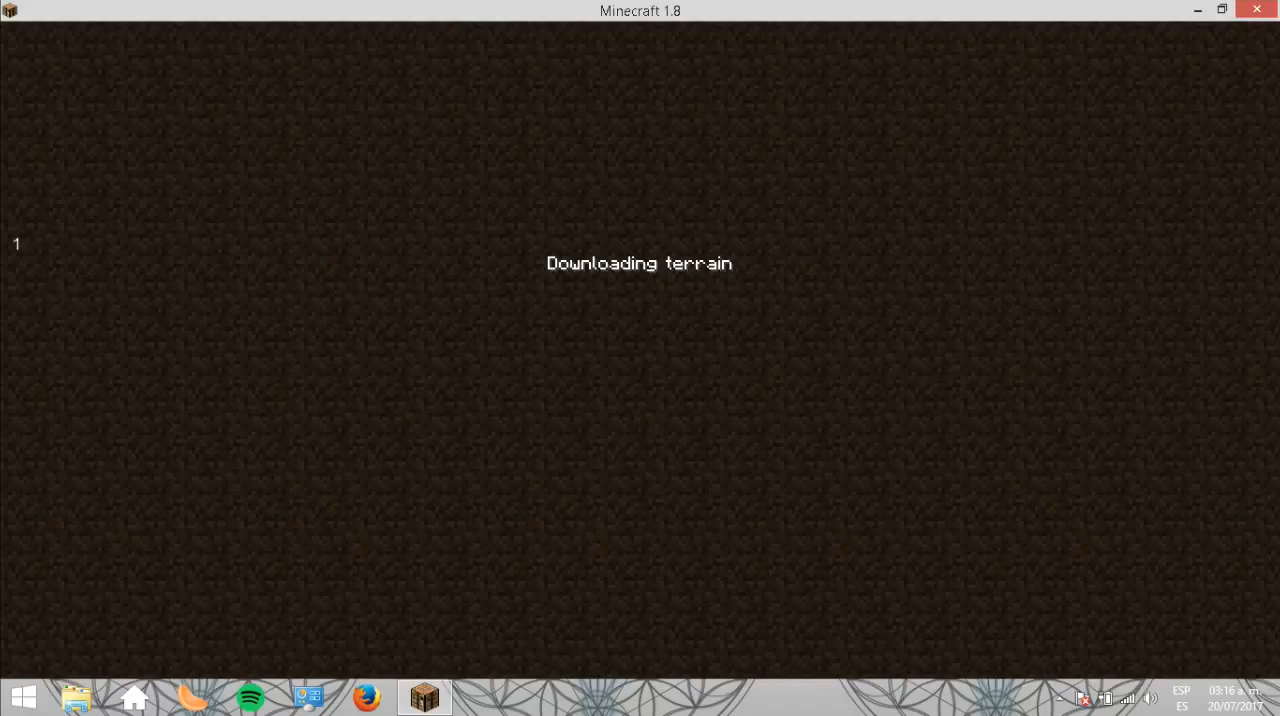 Minecraft 1.8
1
Downloading terrain
ESP 03:16 a. m.
ES 20/07/2017